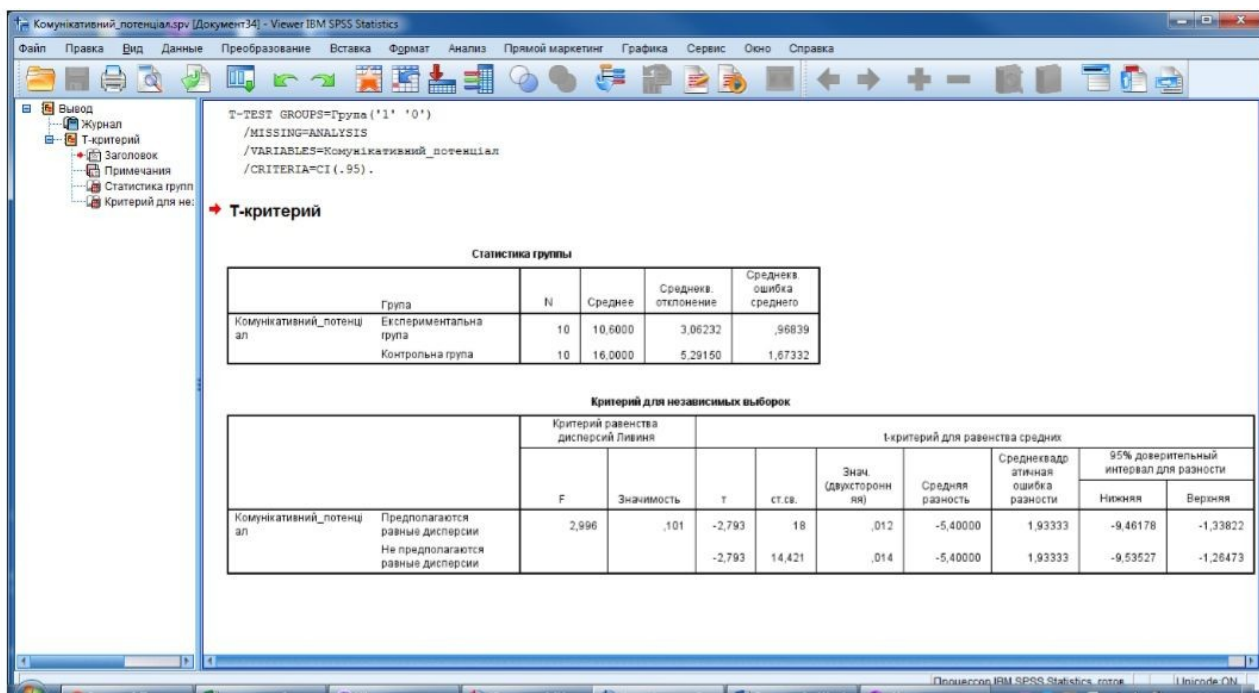 Комунікативний_потенціал.spv [Документ34] - Viewer IBM SPSS Statistics
Файл Правка Вид Данные Преобразование Вставка Формат Анализ Прямой маркетинг Графика Сервис Окно Справка
Вывод
Журнал
Т-критерий
Заголовок
Примечания
Статистика групп
Критерий для нез
T-TEST GROUPS=Група('1' '0')
/MISSING=ANALYSIS
/VARIABLES=Комунікативний_потенціал
/CRITERIA=CI(.95).
Т-критерий
Статистика группы
Група N Среднее Среднекв. отклонение Среднекв. ошибка среднего
Комунікативний_потенціал Експериментальна група 10 10,6000 3,06232 ,96839
Контрольна група 10 16,0000 5,29150 1,67332
Критерий для независимых выборок
Критерий равенства дисперсий Ливиня t-критерий для равенства средних
F Значимость т ст.св. Знач. (двухсторонняя) Средняя разность Среднеквадратичная ошибка разности 95% доверительный интервал для разности
Нижняя Верхняя
Комунікативний_потенціал Предполагаются равные дисперсии 2,996 ,101 -2,793 18 ,012 -5,40000 1,93333 -9,46178 -1,33822
Не предполагаются равные дисперсии -2,793 14,421 ,014 -5,40000 1,93333 -9,53527 -1,26473
Процессор IBM SPSS Statistics готов Unicode:ON